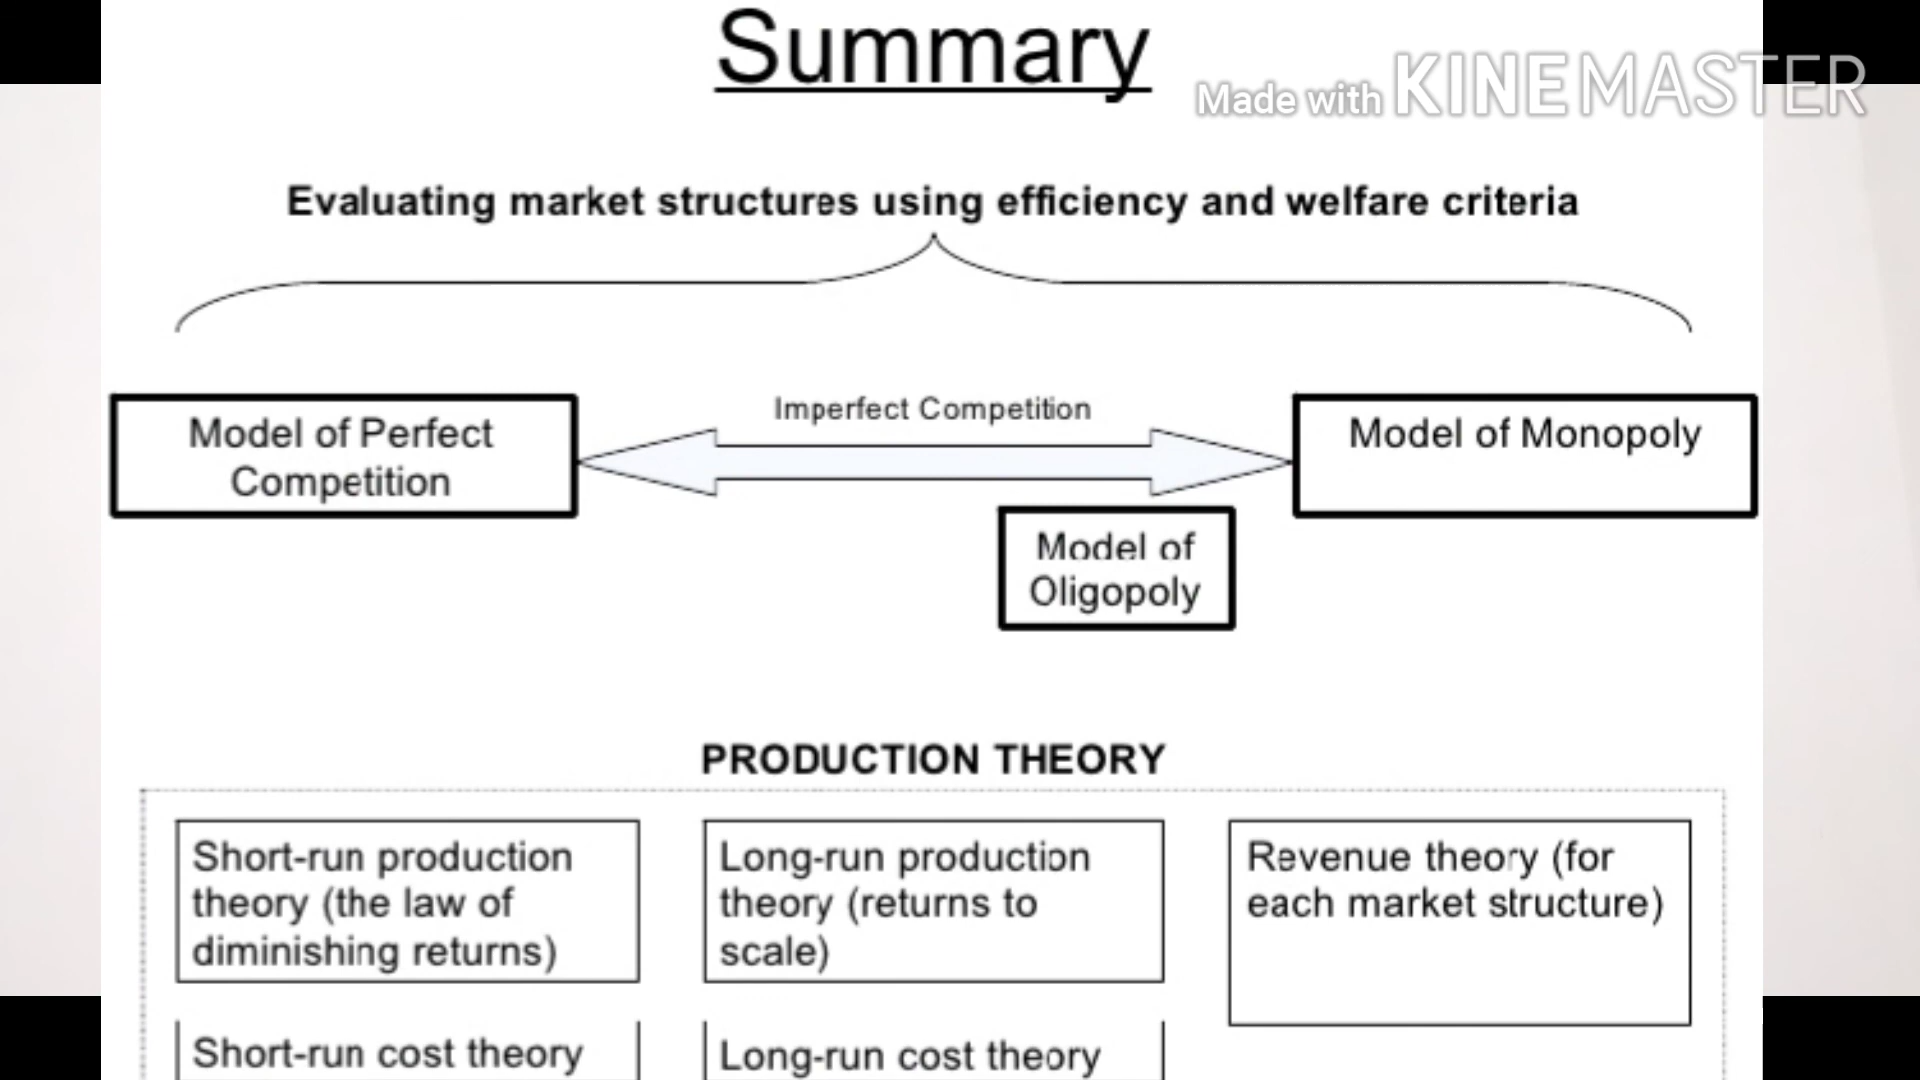 Summary
Made with KINEMASTER
Evaluating market structures using efficiency and welfare criteria
Imperfect Competition
Model of Perfect
Competition
Model of Monopoly
Model of
Oligopoly
PRODUCTION THEORY
Short-run production
theory (the law of
diminishing returns)
Long-run production
theory (returns to
scale)
Revenue theory (for
each market structure)
Short-run cost theory
Long-run cost theory